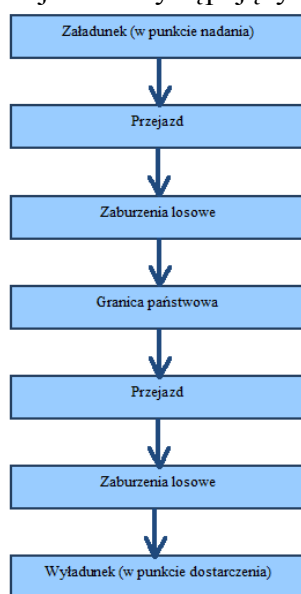 Załadunek (w punkcie nadania)
Przejazd
Zaburzenia losowe
Granica państwowa
Przejazd
Zaburzenia losowe
Wyładunek (w punkcie dostarczenia)